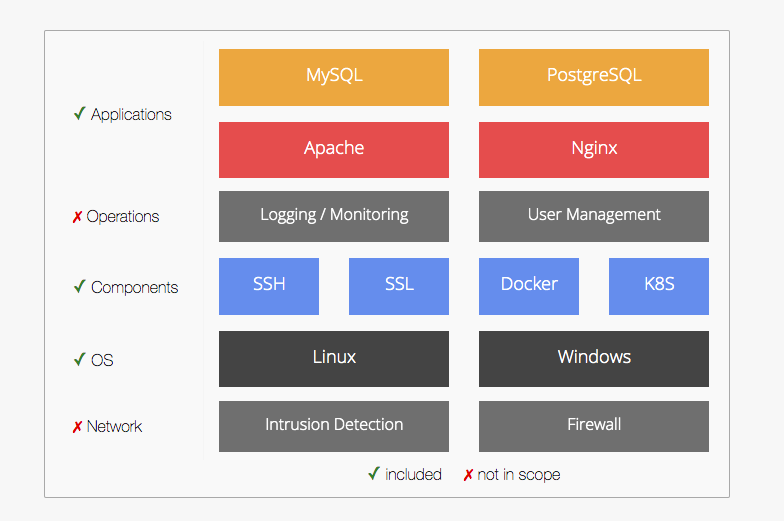 MySQL PostgreSQL
✓ Applications
Apache Nginx
✗ Operations Logging / Monitoring User Management
✓ Components SSH SSL Docker K8S
✓ OS Linux Windows
✗ Network Intrusion Detection Firewall
✓ included ✗ not in scope